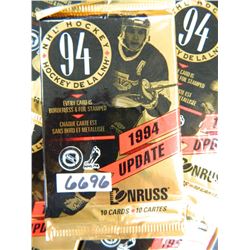 NHL HOCKEY
94
HOCKEY DE LA LNH
EVERY CARD IS
BORDERLESS & FOIL STAMPED
CHAQUE CARTE EST
SANS BORD ET METALLISÉE
1994
UPDATE
6696
DONRUSS
10 CARDS • 10 CARTES